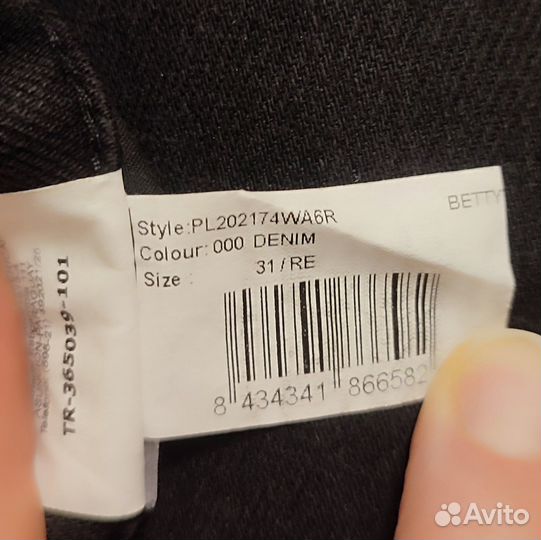 Style:PL202174WA6R
BETTY
Colour: 000 DENIM
Size : 31/RE
8 434341 866582
TR-365039-101
Avito